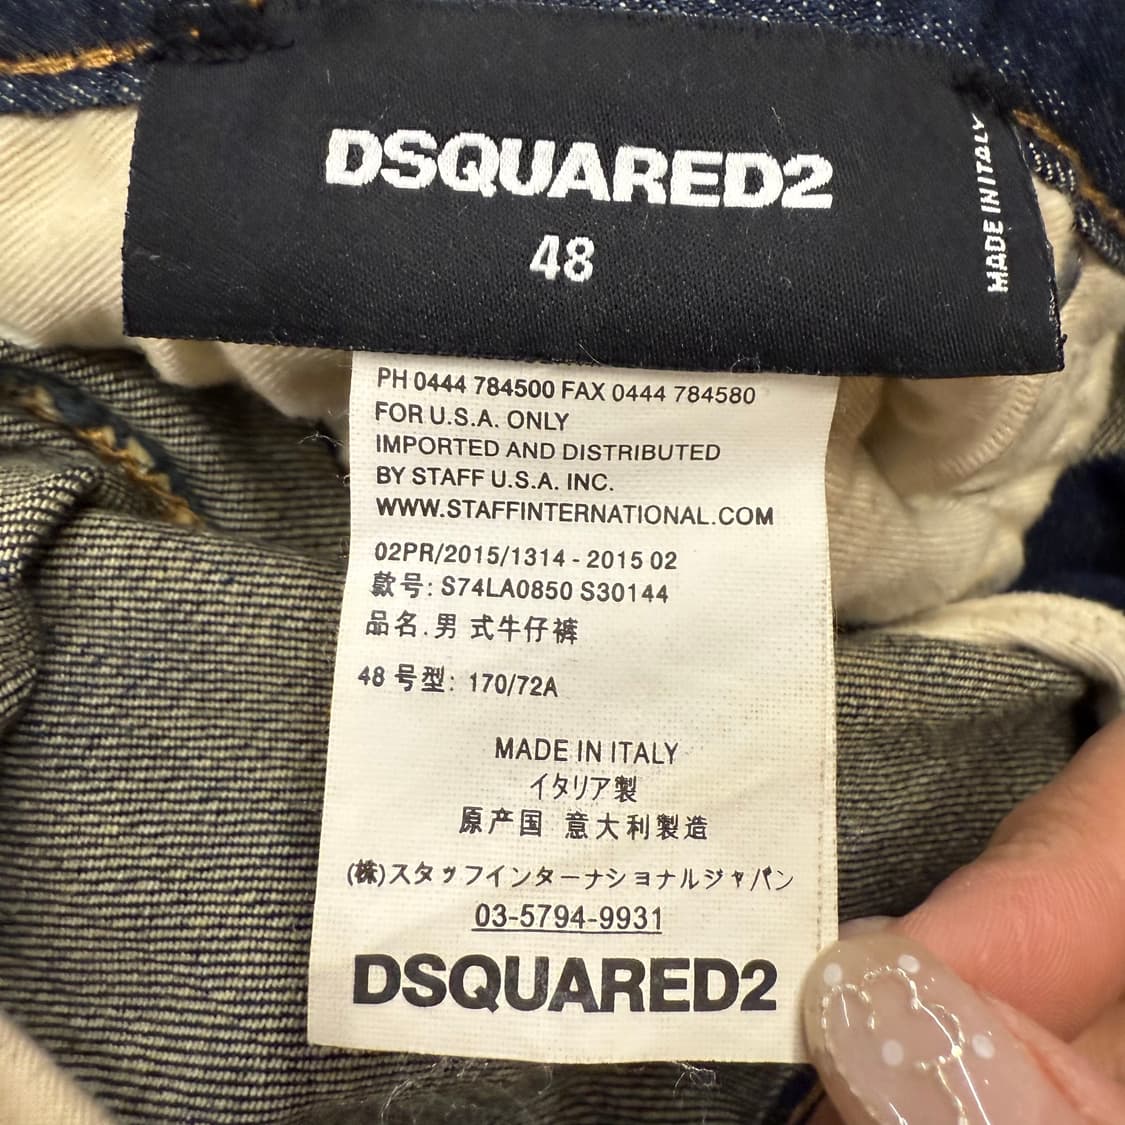 DSQUARED2
48
MADE IN ITALY
PH 0444 784500 FAX 0444 784580
FOR U.S.A. ONLY
IMPORTED AND DISTRIBUTED
BY STAFF U.S.A. INC.
WWW.STAFFINTERNATIONAL.COM
02PR/2015/1314 - 2015 02
款号: S74LA0850 S30144
品名.男 式牛仔裤
48 号型: 170/72A
MADE IN ITALY
イタリア製
原产国 意大利製造
(株)スタッフインターナショナルジャパン
03-5794-9931
DSQUARED2